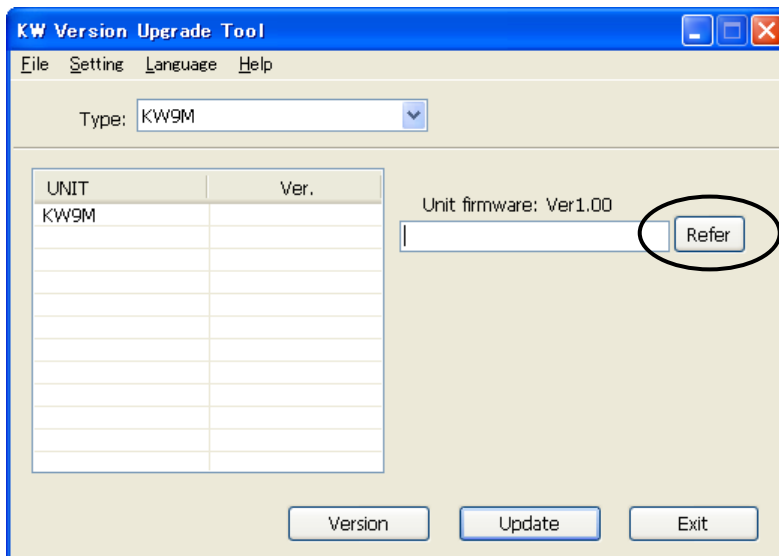 KW Version Upgrade Tool
File Setting Language Help
Type: KW9M
UNIT Ver.
KW9M
Unit firmware: Ver1.00
Refer
Version Update Exit